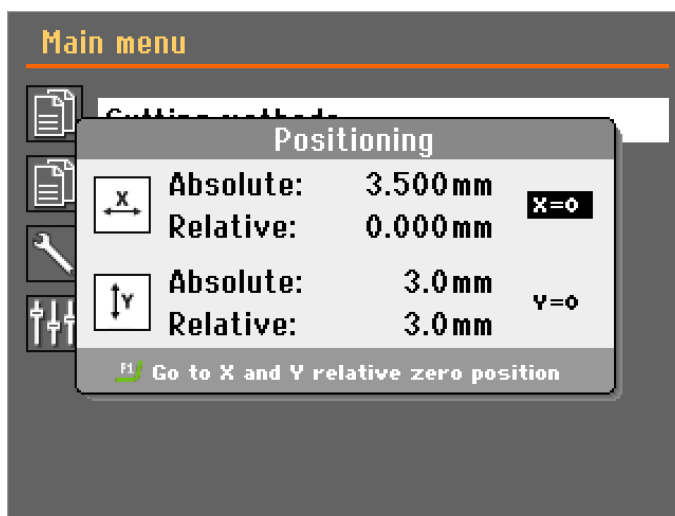 Main menu
Positioning
X
Absolute: 3.500mm
Relative: 0.000mm
X=0
Y
Absolute: 3.0mm
Relative: 3.0mm
Y=0
F1 Go to X and Y relative zero position